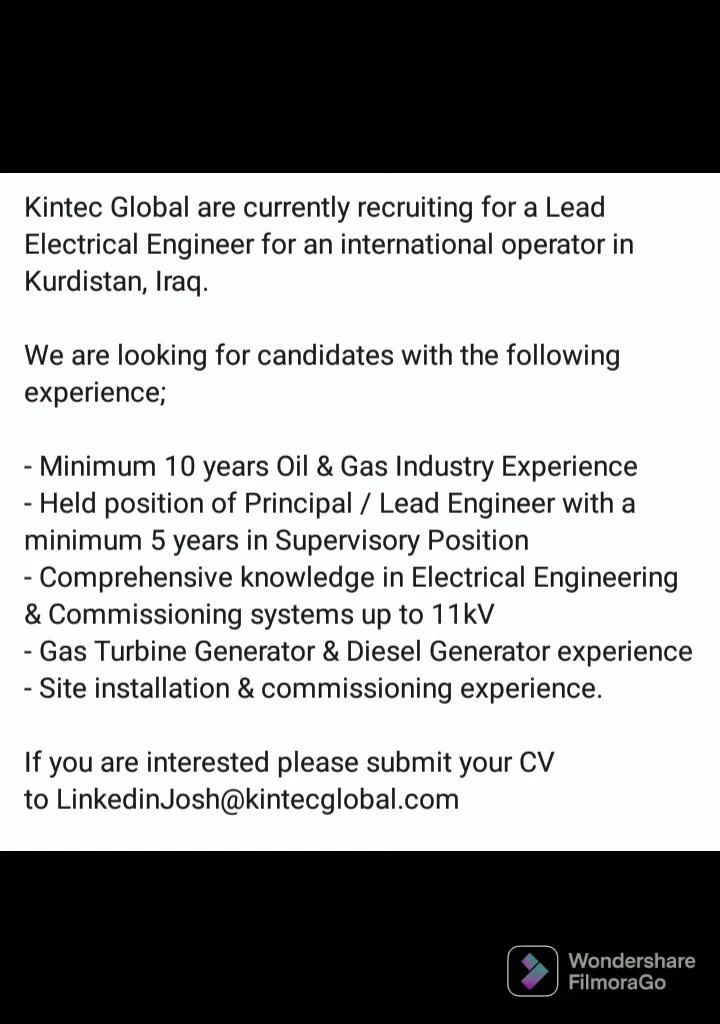 Kintec Global are currently recruiting for a Lead
Electrical Engineer for an international operator in
Kurdistan, Iraq.
We are looking for candidates with the following
experience;
- Minimum 10 years Oil & Gas Industry Experience
- Held position of Principal / Lead Engineer with a
minimum 5 years in Supervisory Position
- Comprehensive knowledge in Electrical Engineering
& Commissioning systems up to 11kV
- Gas Turbine Generator & Diesel Generator experience
- Site installation & commissioning experience.
If you are interested please submit your CV
to LinkedinJosh@kintecglobal.com
Wondershare
FilmoraGo